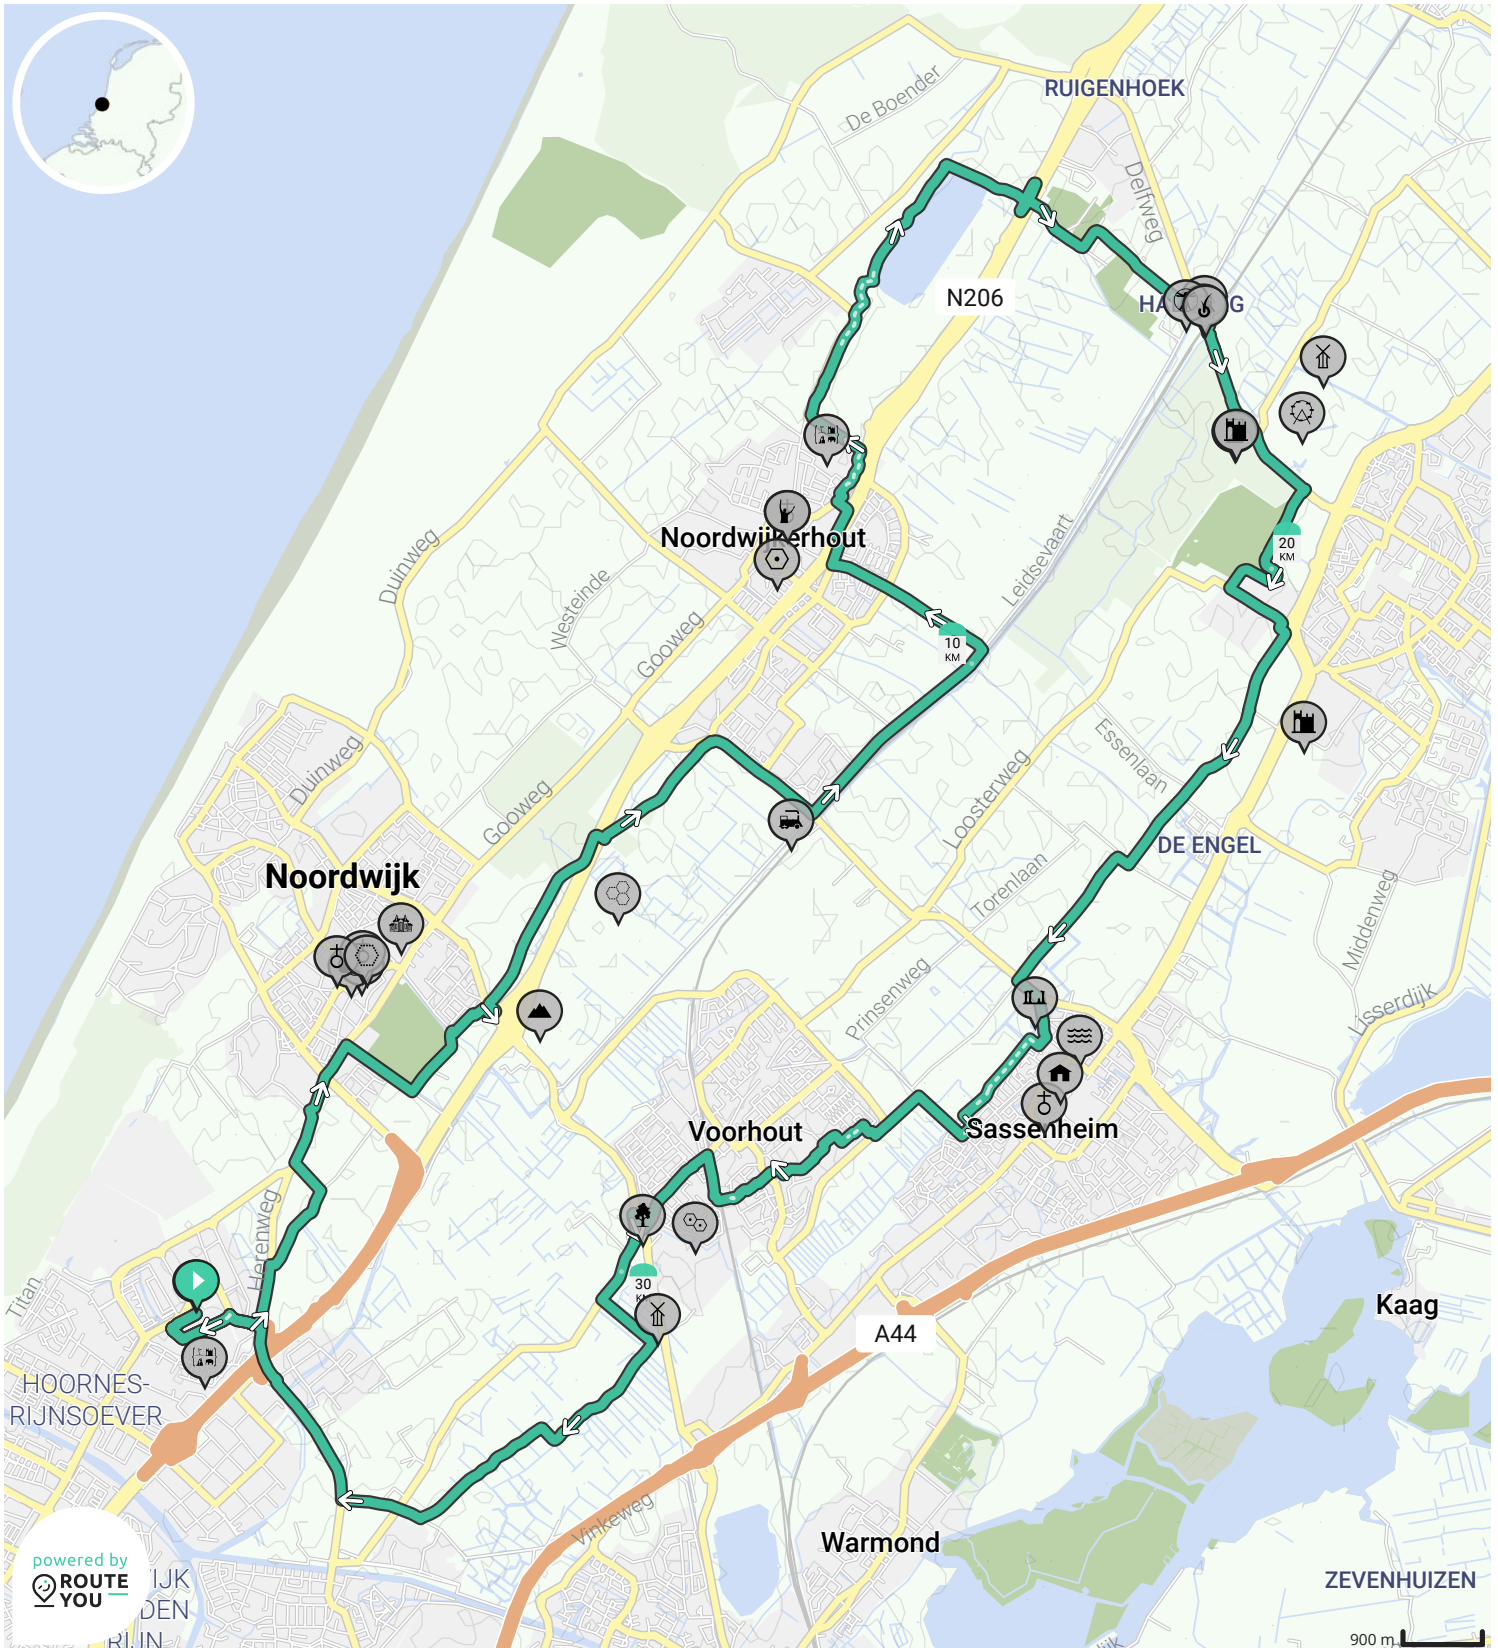 RUIGENHOEK
De Boender
Delfweg
N206
Noordwijkerhout
Leidsevaart
Duinweg
Westeinde
Gooweg
20
KM
10
KM
Essenlaan
Duinweg
Gooweg
Loosterweg
DE ENGEL
Torenlaan
Noordwijk
Middenweg
Prinsenweg
Lisserdijk
Voorhout
Sassenheim
Herenweg
Titan
30
Kaag
A44
HOORNES-
RIJNSOEVER
Vinkeweg
Warmond
powered by
ROUTE
YOU
ZEVENHUIZEN
RIJN
900 m